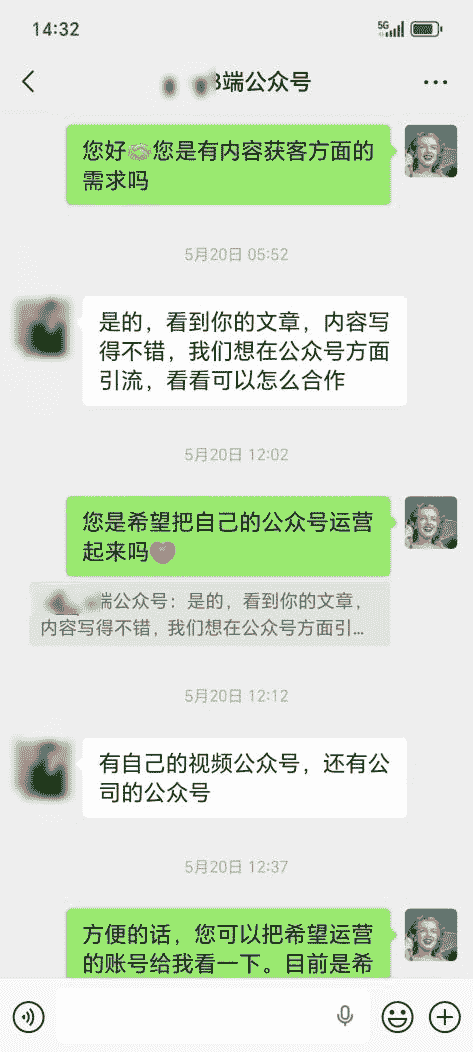 14:32
5G
端公众号
您好您是有内容获客方面的
需求吗
5月20日 05:52
是的，看到你的文章，内容写
得不错，我们想在公众号方面
引流，看看可以怎么合作
5月20日 12:02
您是希望把自己的公众号运营
起来吗
端公众号：是的，看到你的文章，
内容写得不错，我们想在公众号方面引...
5月20日 12:12
有自己的视频公众号，还有公
司的公众号
5月20日 12:37
方便的话，您可以把希望运营
的账号给我看一下。目前是希